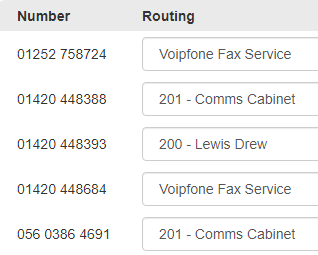 Number Routing
01252 758724 Voipfone Fax Service
01420 448388 201 - Comms Cabinet
01420 448393 200 - Lewis Drew
01420 448684 Voipfone Fax Service
056 0386 4691 201 - Comms Cabinet